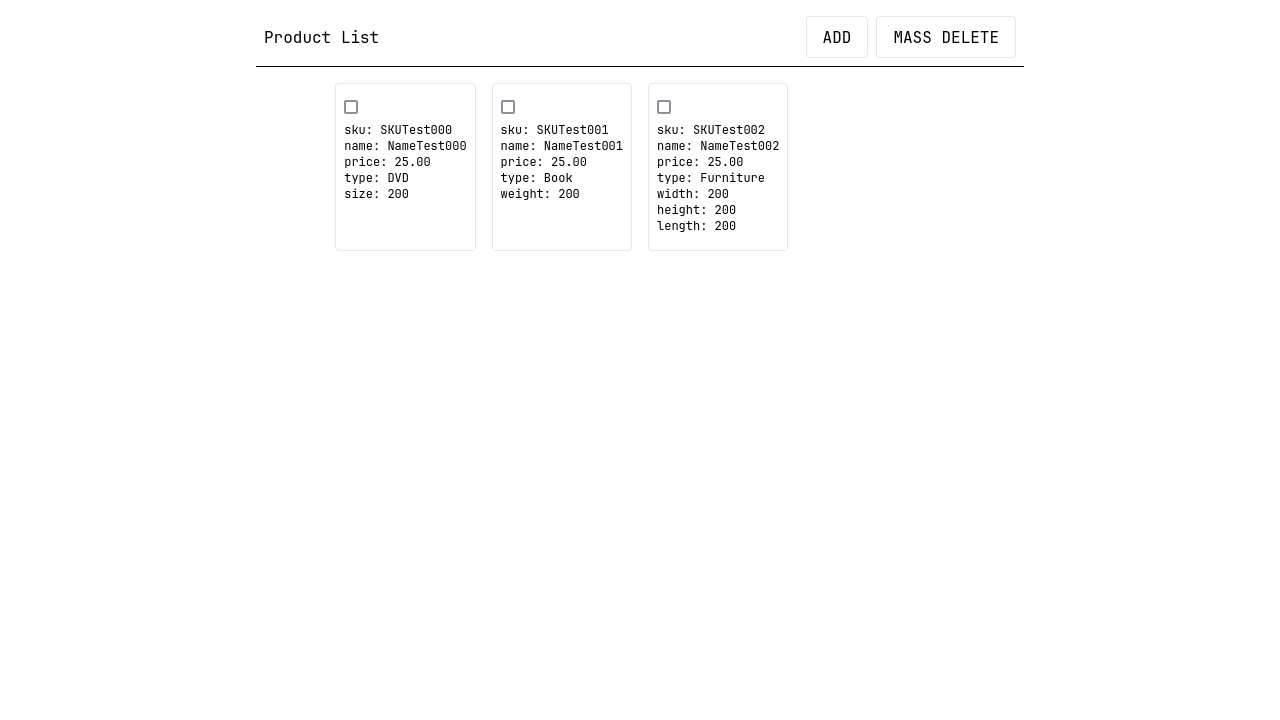 Product List
ADD
MASS DELETE
sku: SKUTest000
name: NameTest000
price: 25.00
type: DVD
size: 200
sku: SKUTest001
name: NameTest001
price: 25.00
type: Book
weight: 200
sku: SKUTest002
name: NameTest002
price: 25.00
type: Furniture
width: 200
height: 200
length: 200